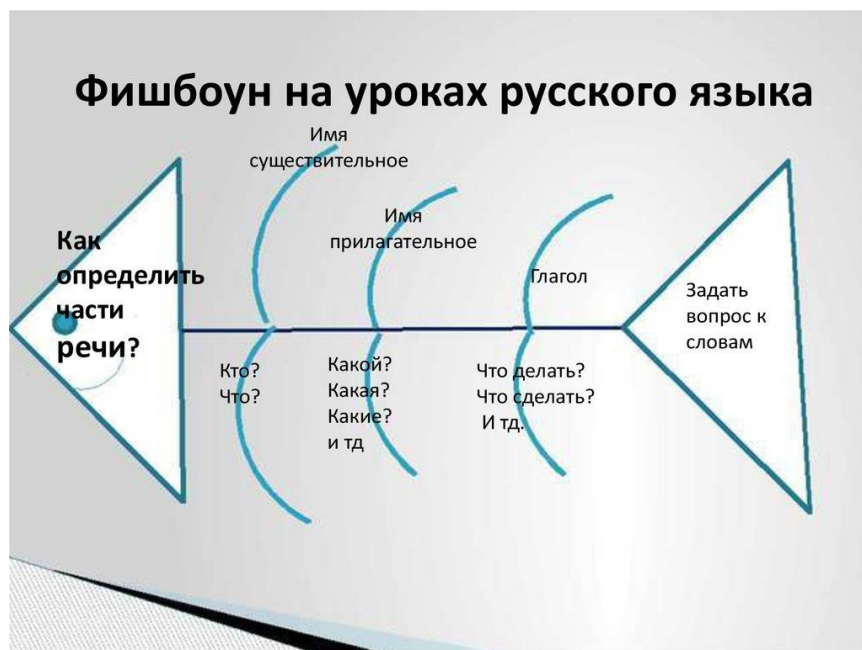 Фишбоун на уроках русского языка
Имя
существительное
Имя
прилагательное
Глагол
Как
определить
части
речи?
Задать
вопрос к
словам
Кто?
Что?
Какой?
Какая?
Какие?
и тд
Что делать?
Что сделать?
И тд.